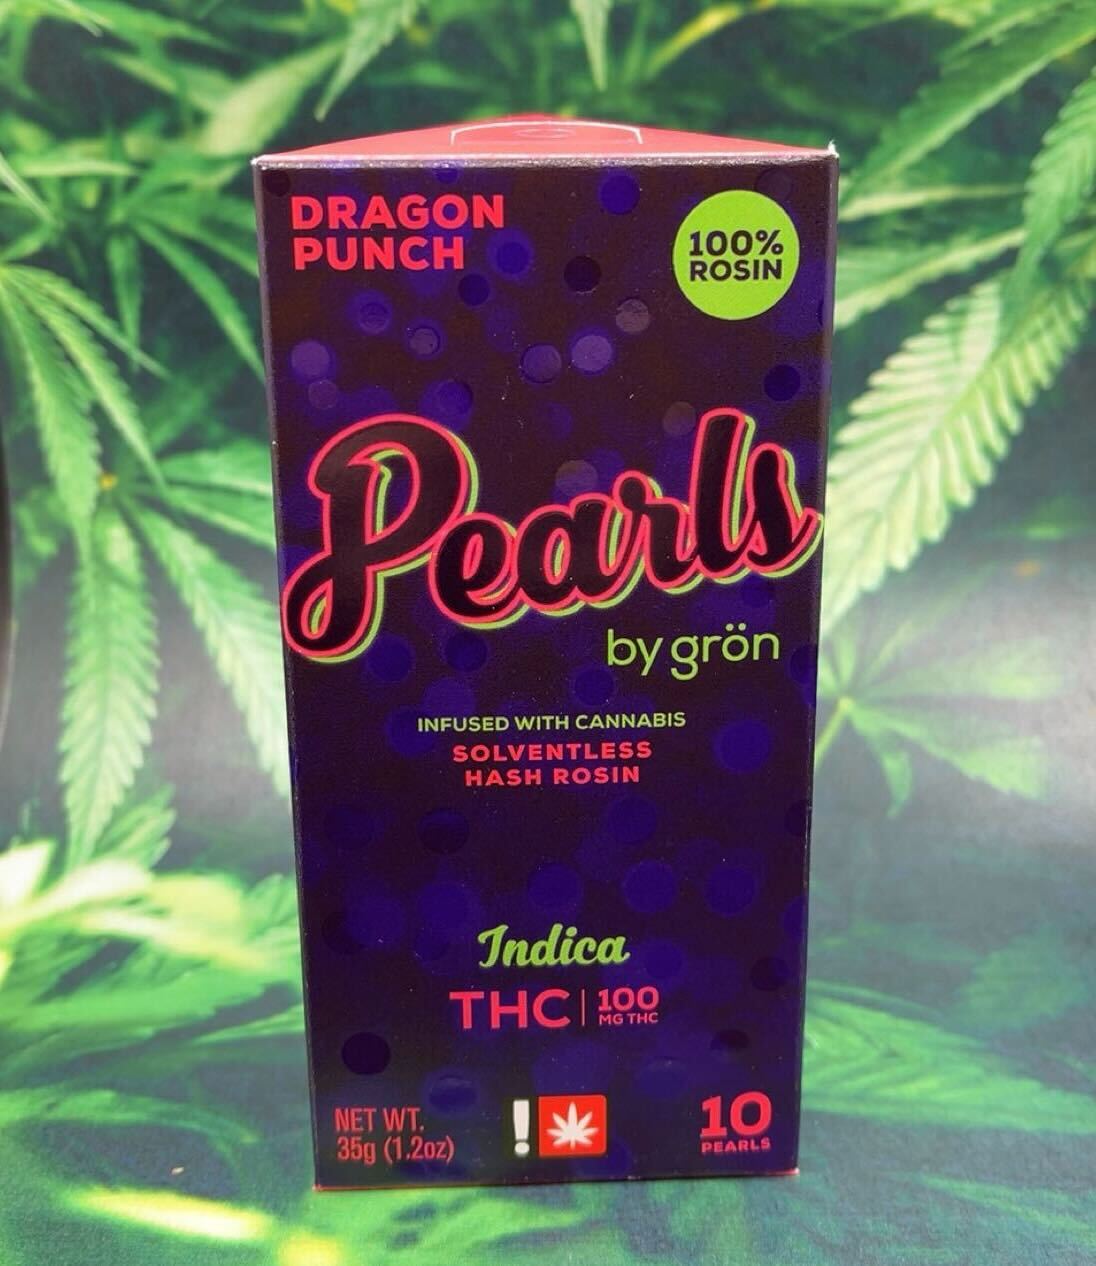 DRAGON
PUNCH
100%
ROSIN
Pearls
by grön
INFUSED WITH CANNABIS
SOLVENTLESS
HASH ROSIN
Indica
THC | 100
MG THC
!
NET WT.
35g (1.2oz)
10
PEARLS